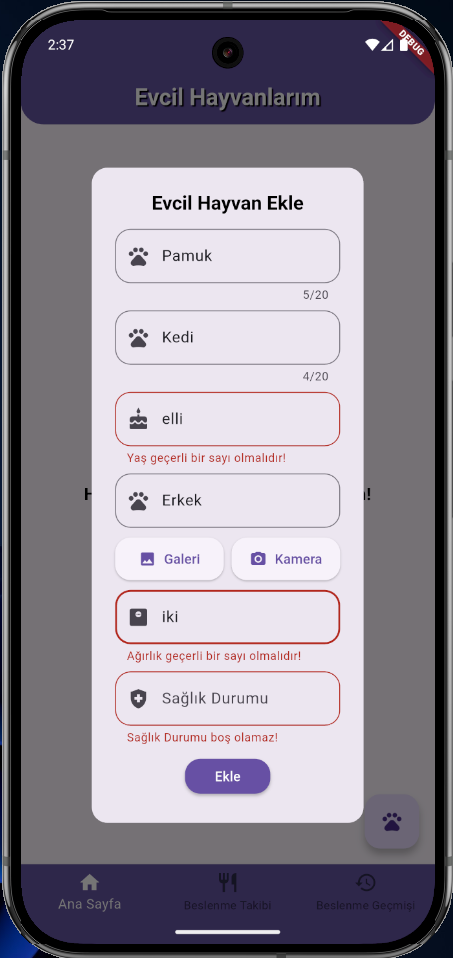 2:37
DEBUG
Evcil Hayvanlarım
Evcil Hayvan Ekle
Pamuk
5/20
Kedi
4/20
elli
Yaş geçerli bir sayı olmalıdır!
Erkek
Galeri
Kamera
iki
Ağırlık geçerli bir sayı olmalıdır!
Sağlık Durumu
Sağlık Durumu boş olamaz!
Ekle
Ana Sayfa
Beslenme Takibi
Beslenme Geçmişi